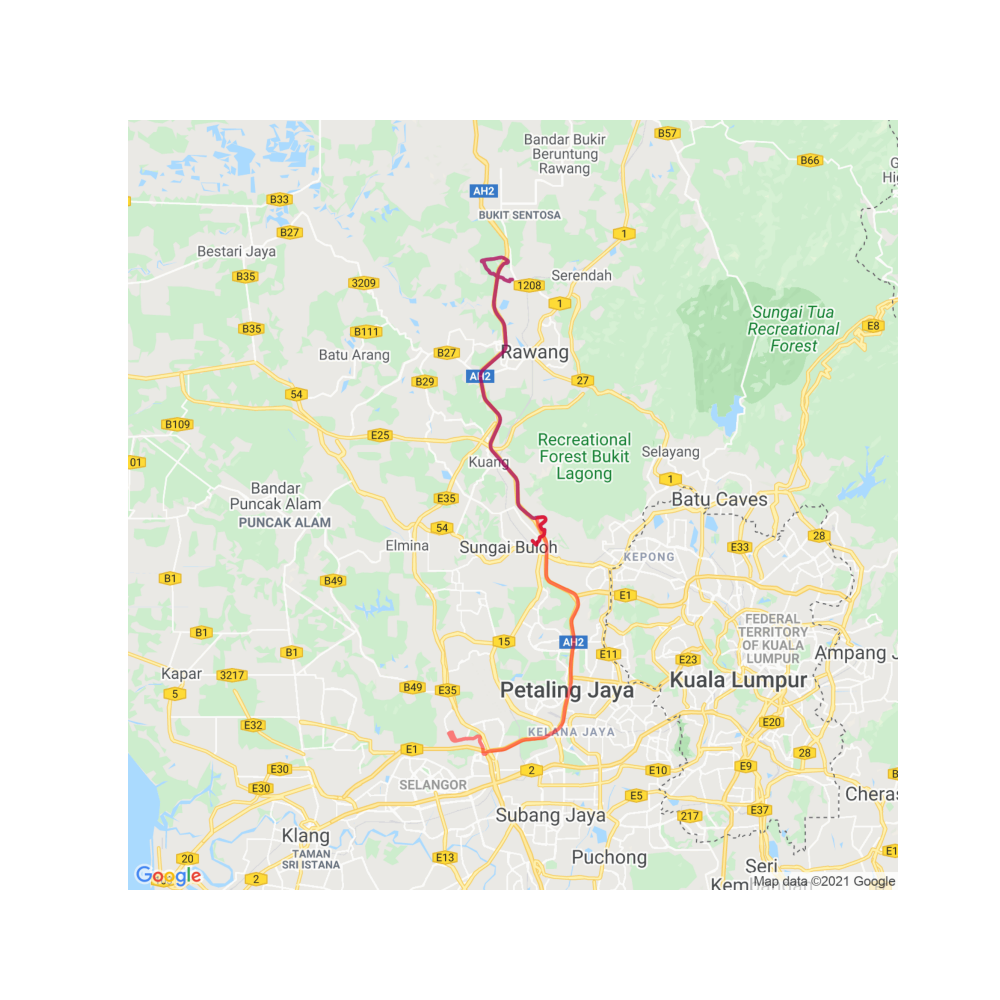 B57
Bandar Bukir
Beruntung
Rawang
B66
AH2
B33
BUKIT SENTOSA
B27
1
Bestari Jaya
B35
3209
1208
Serendah
1
Sungai Tua
Recreational
Forest
E8
B35
B111
Batu Arang
B27
Rawang
AH2
B29
27
54
B109
E25
Recreational
Forest Bukit
Lagong
Selayang
01
Kuang
1
Bandar
Puncak Alam
PUNCAK ALAM
E35
Batu Caves
54
28
Elmina
Sungai Buloh
E33
KEPONG
B1
B49
E1
FEDERAL
TERRITORY
OF KUALA
LUMPUR
B1
15
AH2
B1
E11
E23
Ampang J
Kapar
3217
5
B49
E35
Petaling Jaya
Kuala Lumpur
E32
KELANA JAYA
E20
E1
28
E30
2
E10
E9
E30
SELANGOR
E5
Cheras
Subang Jaya
217
E37
Klang
TAMAN
SRI ISTANA
20
E13
Puchong
E1
Seri
Google
2
Map data ©2021 Google